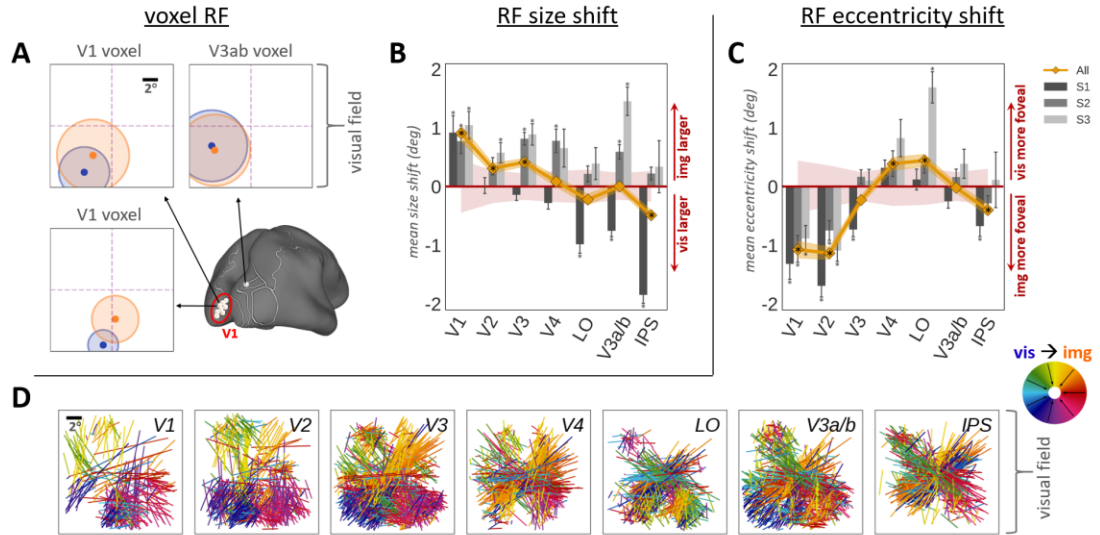 voxel RF
RF size shift
RF eccentricity shift
A
V1 voxel
V3ab voxel
2°
visual field
V1 voxel
V1
B
mean size shift (deg)
2
1
0
-1
-2
img larger
vis larger
V1
V2
V3
V4
LO
V3a/b
IPS
C
mean eccentricity shift (deg)
2
1
0
-1
-2
vis more foveal
img more foveal
V1
V2
V3
V4
LO
V3a/b
IPS
All
S1
S2
S3
vis → img
D
2°
V1
V2
V3
V4
LO
V3a/b
IPS
visual field